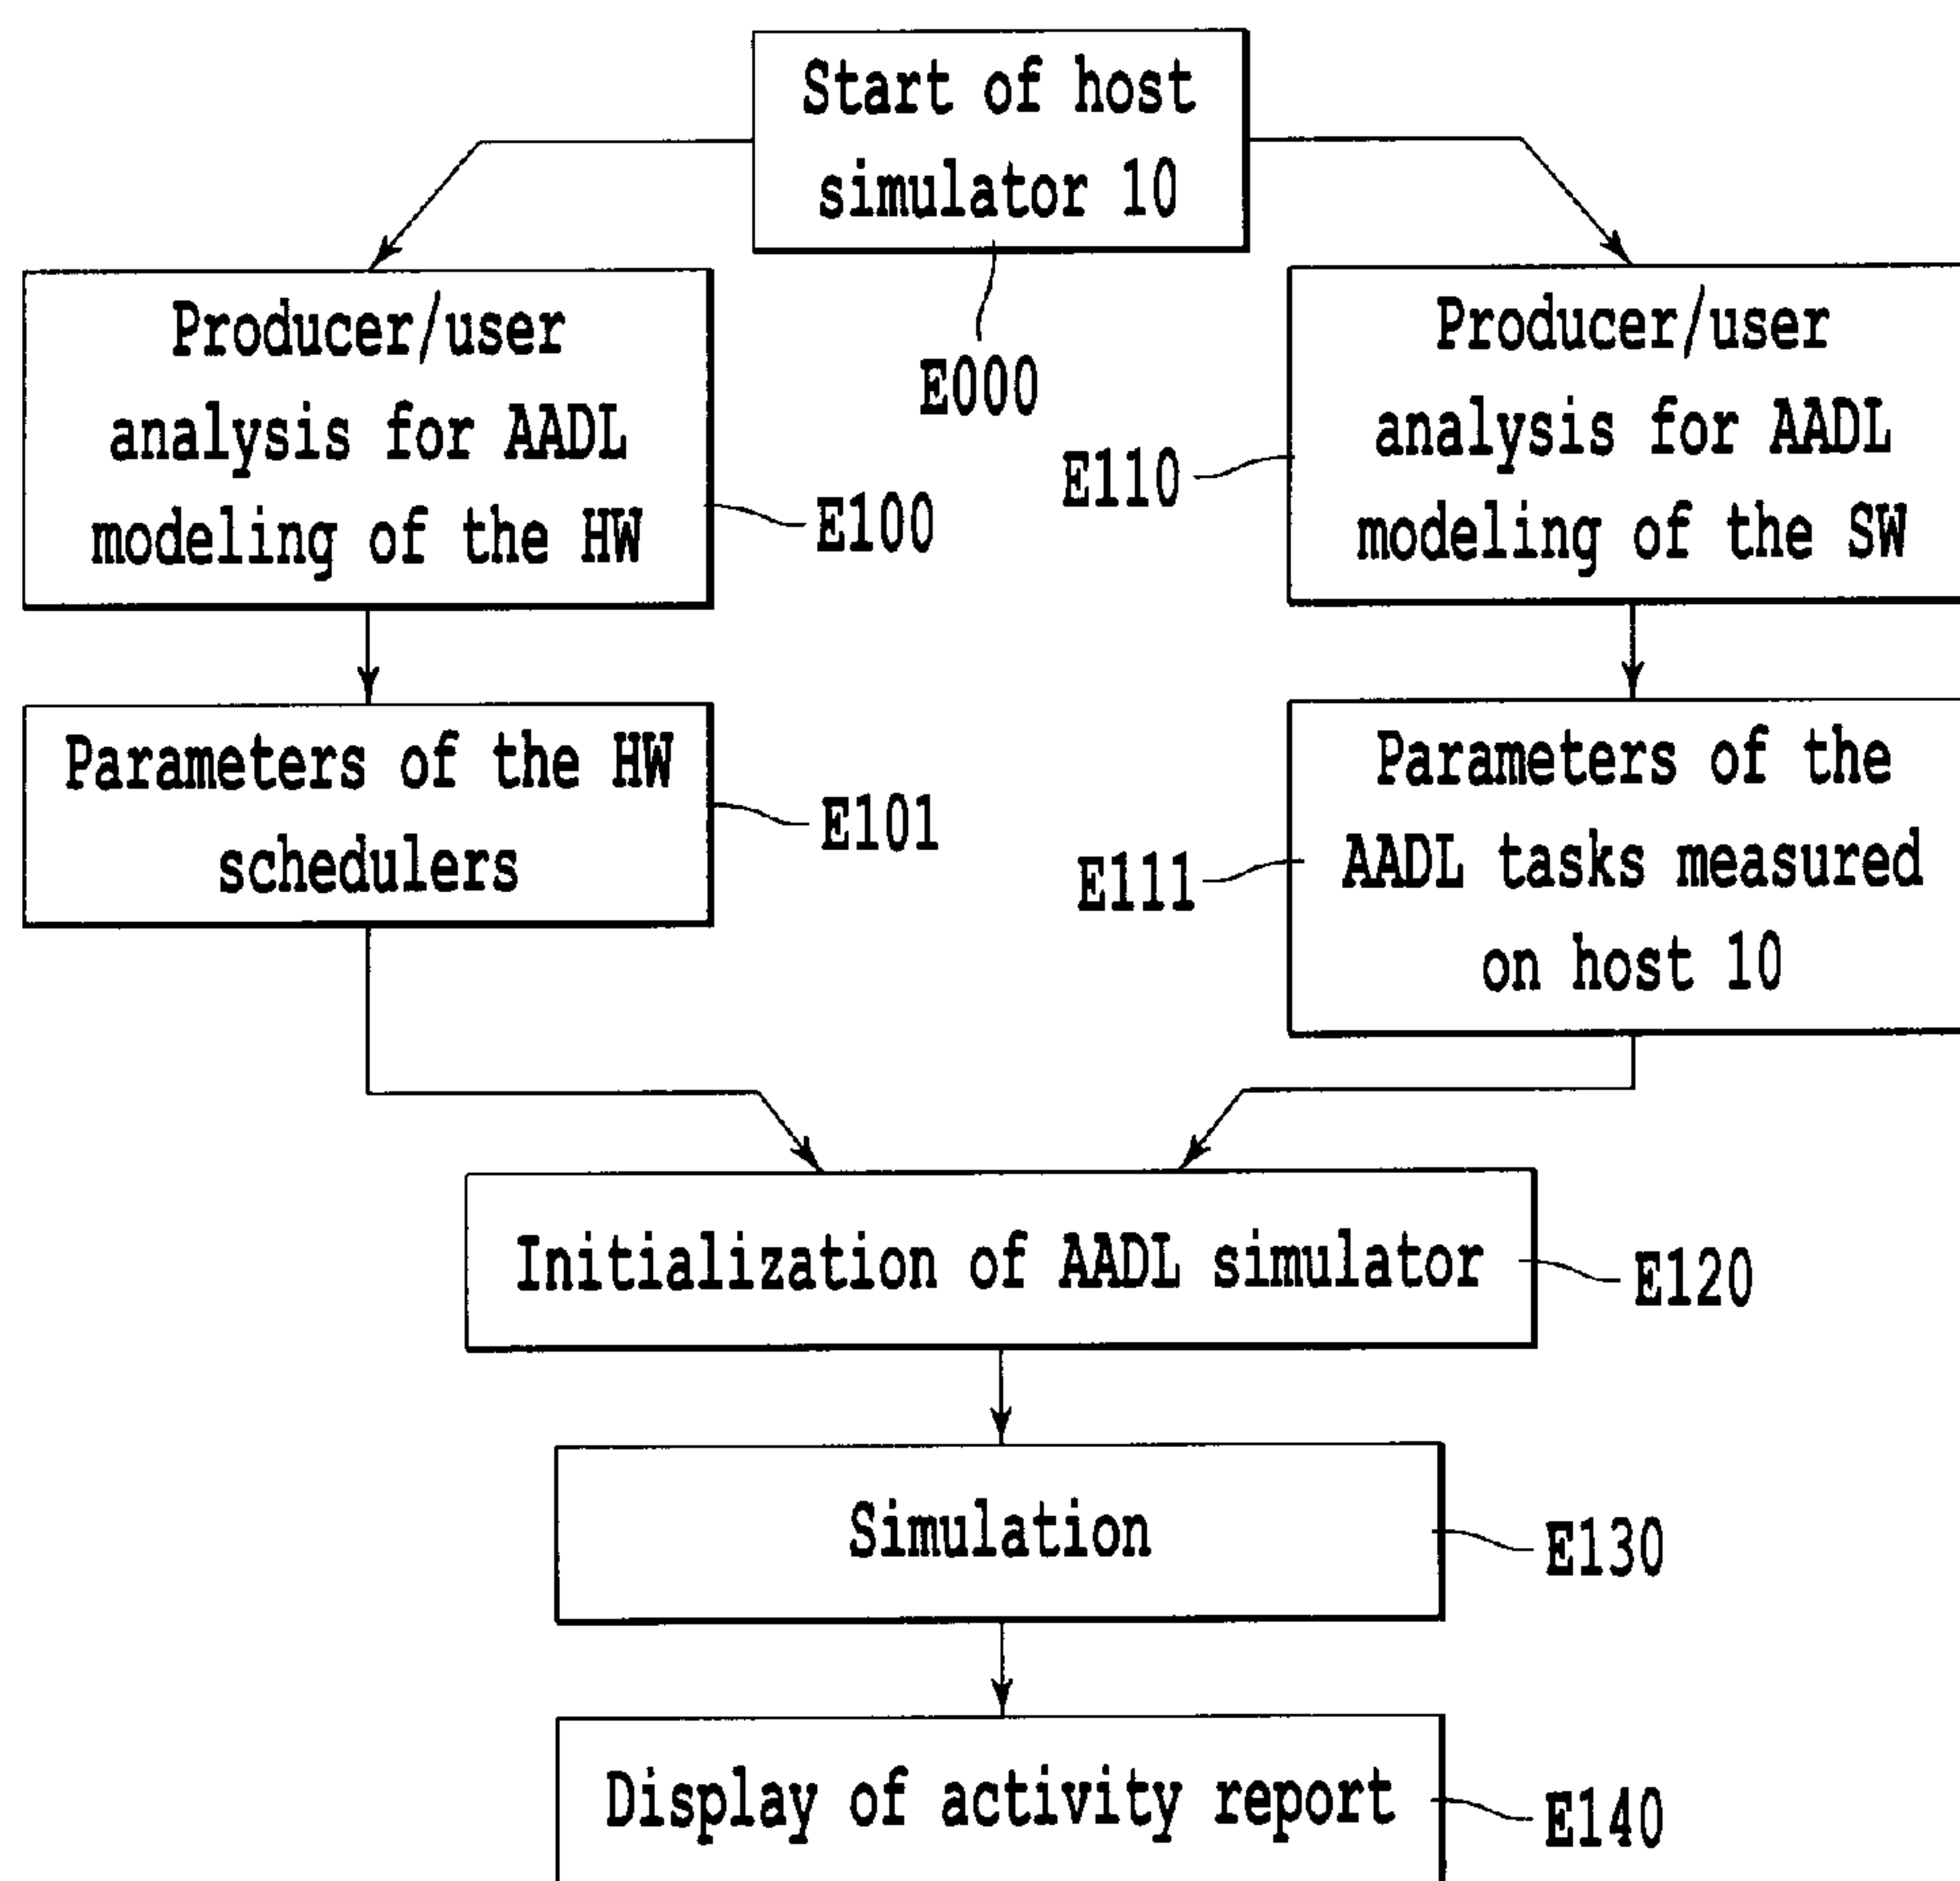 Start of host
simulator 10
E000
Producer/user
analysis for AADL
modeling of the HW
E100
Producer/user
analysis for AADL
modeling of the SW
E110
Parameters of the HW
schedulers
E101
Parameters of the
AADL tasks measured
on host 10
E111
Initialization of AADL simulator
E120
Simulation
E130
Display of activity report
E140